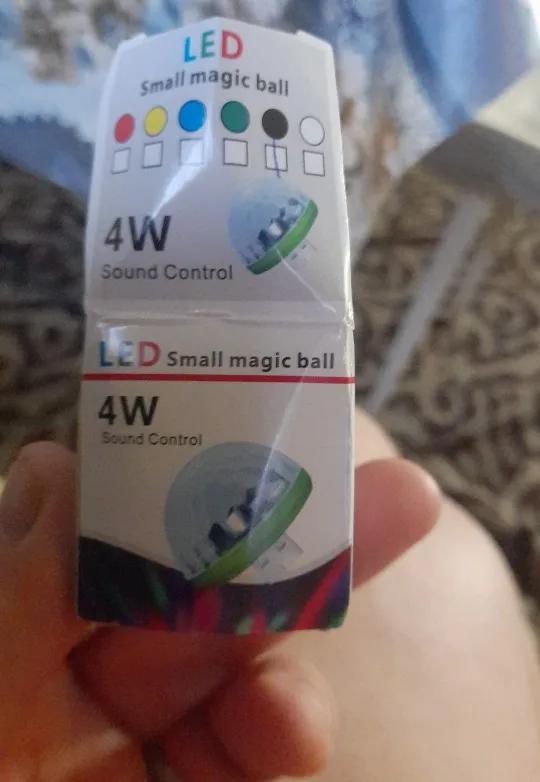 LED
Small magic ball
4W
Sound Control
LED Small magic ball
4W
Sound Control